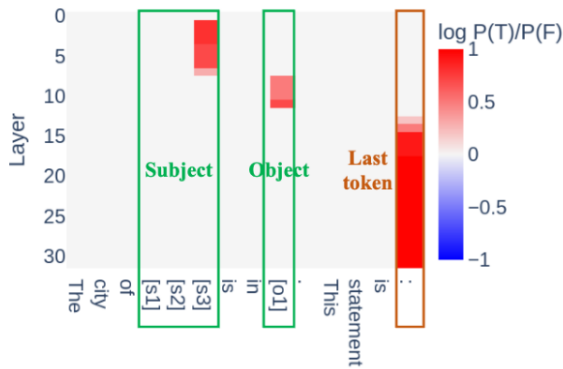 log P(T)/P(F)
0
5
10
15
20
25
30
Layer
Subject
Object
Last
token
1
0.5
0
−0.5
−1
The
city
of
[s1]
[s2]
[s3]
is
in
[o1]
.
This
statement
is
: